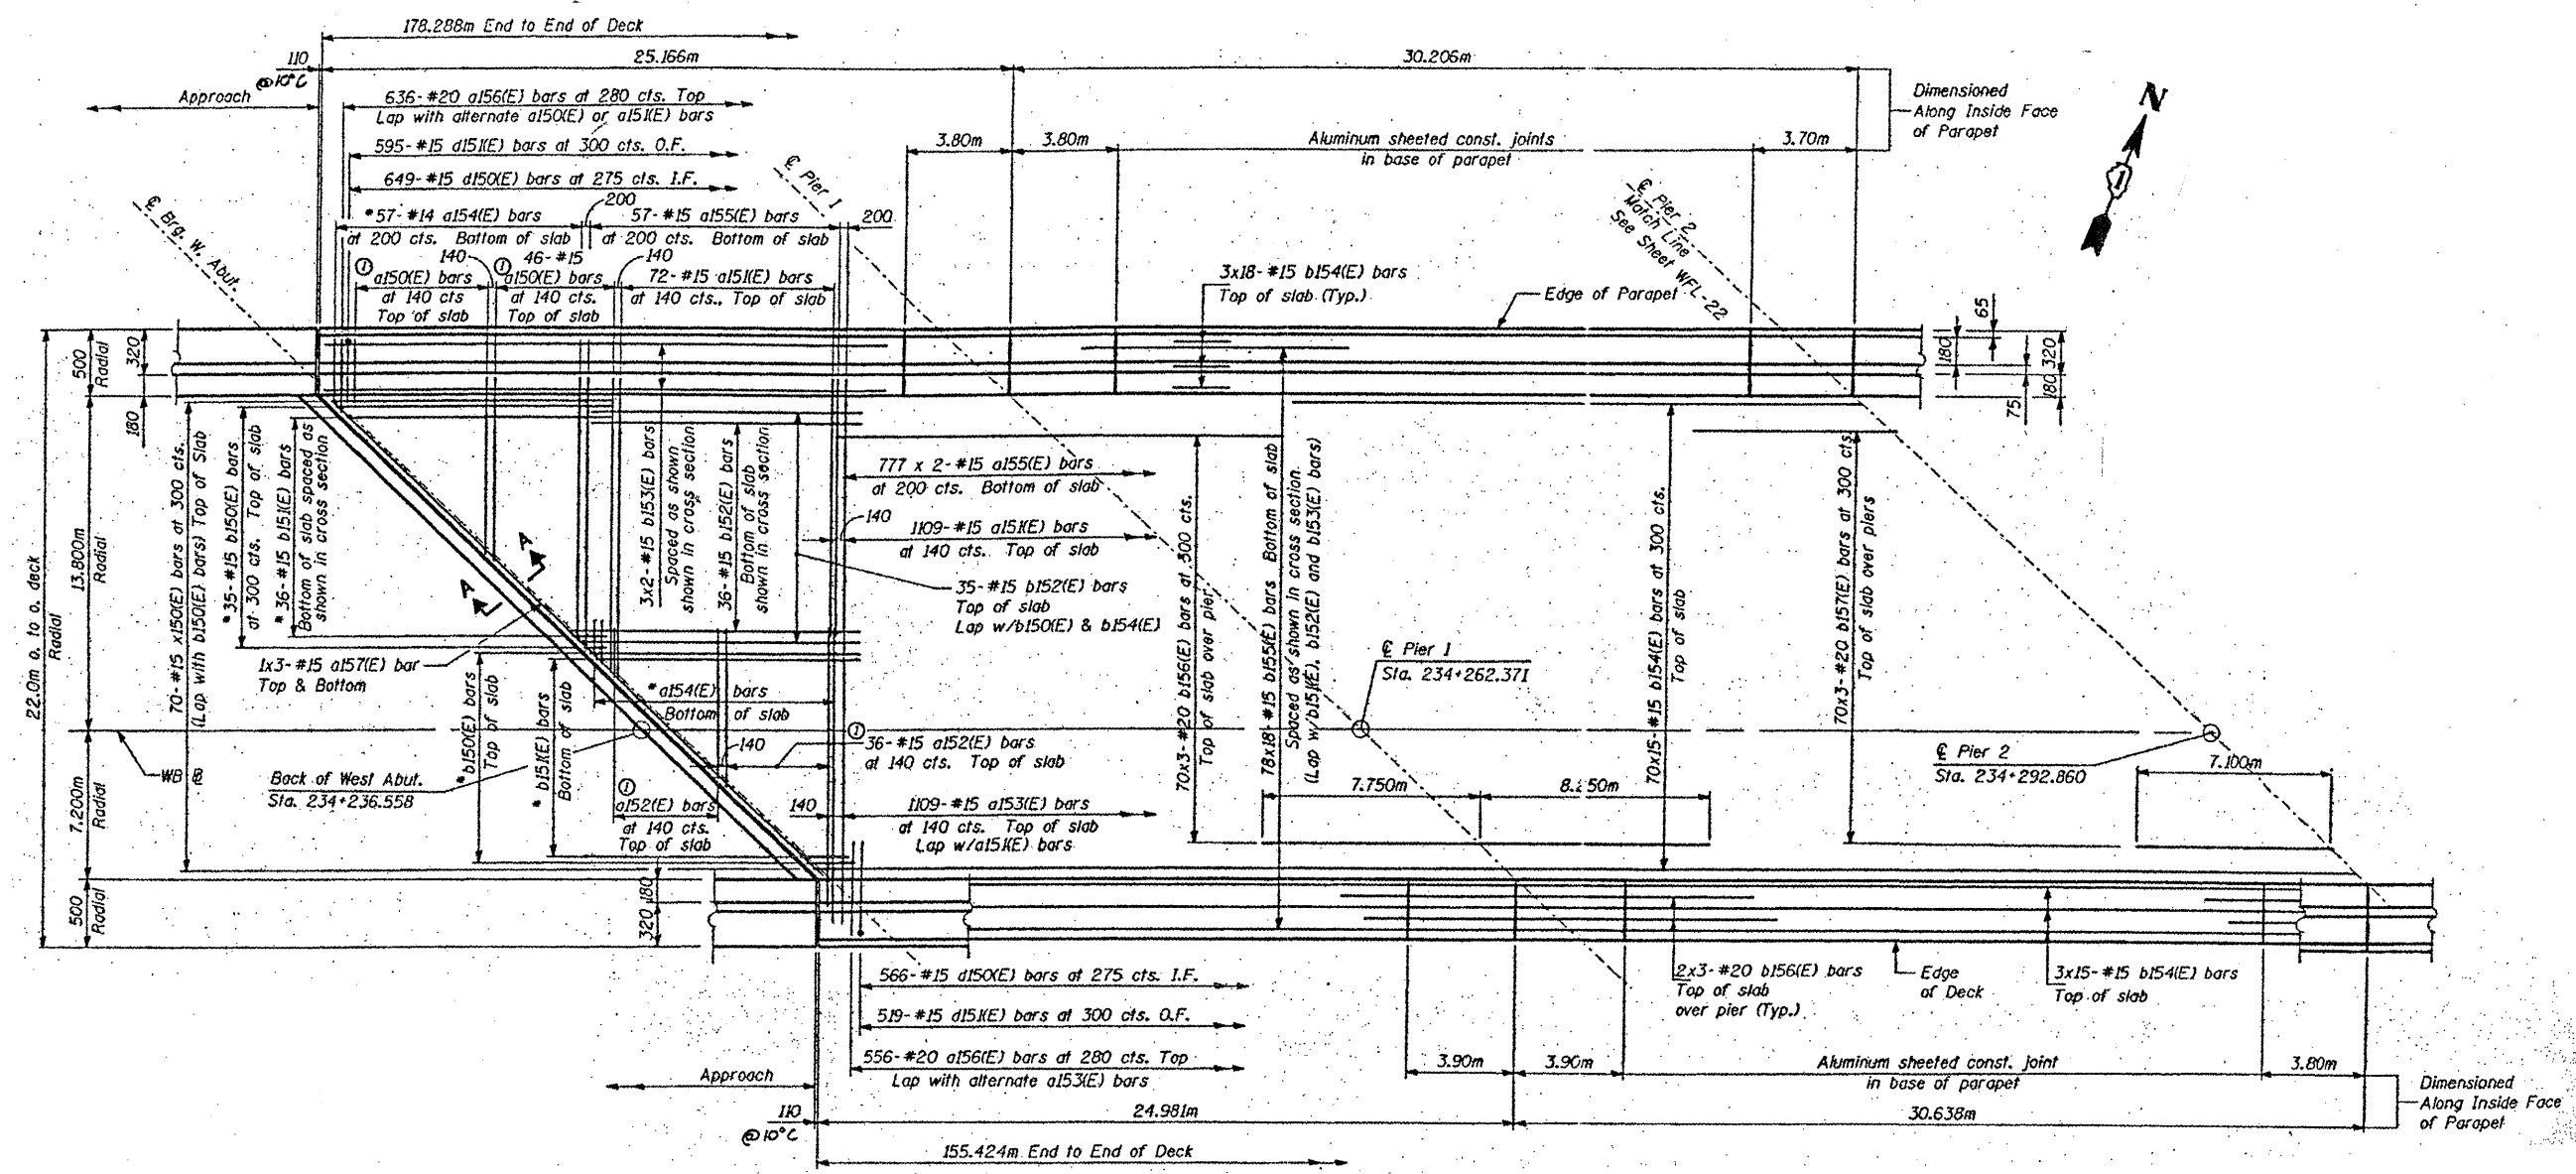 178.288m End to End of Deck
110
@10°C
25.166m
30.206m
Approach
636-#20 a156(E) bars at 280 cts. Top
Lap with alternate a150(E) or a151(E) bars
595-#15 d151(E) bars at 300 cts. O.F.
649-#15 d150(E) bars at 275 cts. I.F.
3.80m
3.80m
Aluminum sheeted const. joints
in base of parapet
3.70m
Dimensioned
Along Inside Face
of Parapet
N
1
℄ Brg. W. Abut.
℄ Pier 1
℄ Pier 2
Match Line
See Sheet WFL-22
200
*57-#14 a154(E) bars
at 200 cts. Bottom of slab
57-#15 a155(E) bars
at 200 cts. Bottom of slab
200
①
a150(E) bars
at 140 cts
Top of slab
140
① 46-#15
a150(E) bars
at 140 cts.
Top of slab
140
72-#15 a151(E) bars
at 140 cts., Top of slab
3x18-#15 b154(E) bars
Top of slab (Typ.)
Edge of Parapet
65
180
320
75
180
500
Radial
320
180
22.0m o. to o. deck
Radial
13.800m
Radial
7.200m
Radial
500
Radial
70-#15 x150(E) bars at 300 cts.
(Lap with b150(E) bars) Top of Slab
*35-#15 b150(E) bars
at 300 cts. Top of slab
*36-#15 b151(E) bars
Bottom of slab spaced as
shown in cross section
A
A
3x2-#15 b153(E) bars
Spaced as shown
shown in cross section
36-#15 b152(E) bars
Bottom of slab
shown in cross section
777 x 2-#15 a155(E) bars
at 200 cts. Bottom of slab
140
1109-#15 a151(E) bars
at 140 cts. Top of slab
35-#15 b152(E) bars
Top of slab
Lap w/b150(E) & b154(E)
70x3-#20 b156(E) bars at 300 cts.
Top of slab over pier
78x18-#15 b155(E) bars Bottom of slab
Spaced as shown in cross section
(Lap w/b151(E), b152(E) and b153(E) bars)
70x15-#15 b154(E) bars at 300 cts.
Top of slab
70x3-#20 b157(E) bars at 300 cts.
Top of slab over piers
1x3-#15 a157(E) bar
Top & Bottom
*b150(E) bars
Top of slab
* b151(E) bars
Bottom of slab
*a154(E) bars
Bottom of slab
℄ Pier 1
Sta. 234+262.371
℄ Pier 2
Sta. 234+292.860
WB ℄
Back of West Abut.
Sta. 234+236.558
140
①
36-#15 a152(E) bars
at 140 cts. Top of slab
①
a152(E) bars
at 140 cts.
Top of slab
140
1109-#15 a153(E) bars
at 140 cts. Top of slab
Lap w/a151(E) bars
7.750m
7.100m
180
320
566-#15 d150(E) bars at 275 cts. I.F.
519-#15 d151(E) bars at 300 cts. O.F.
556-#20 a156(E) bars at 280 cts. Top
Lap with alternate a153(E) bars
2x3-#20 b156(E) bars
Top of slab
over pier (Typ.)
Edge
of Deck
3x15-#15 b154(E) bars
Top of slab
Approach
3.90m
3.90m
Aluminum sheeted const. joint
in base of parapet
3.80m
110
@10°C
24.981m
30.638m
Dimensioned
Along Inside Face
of Parapet
155.424m End to End of Deck